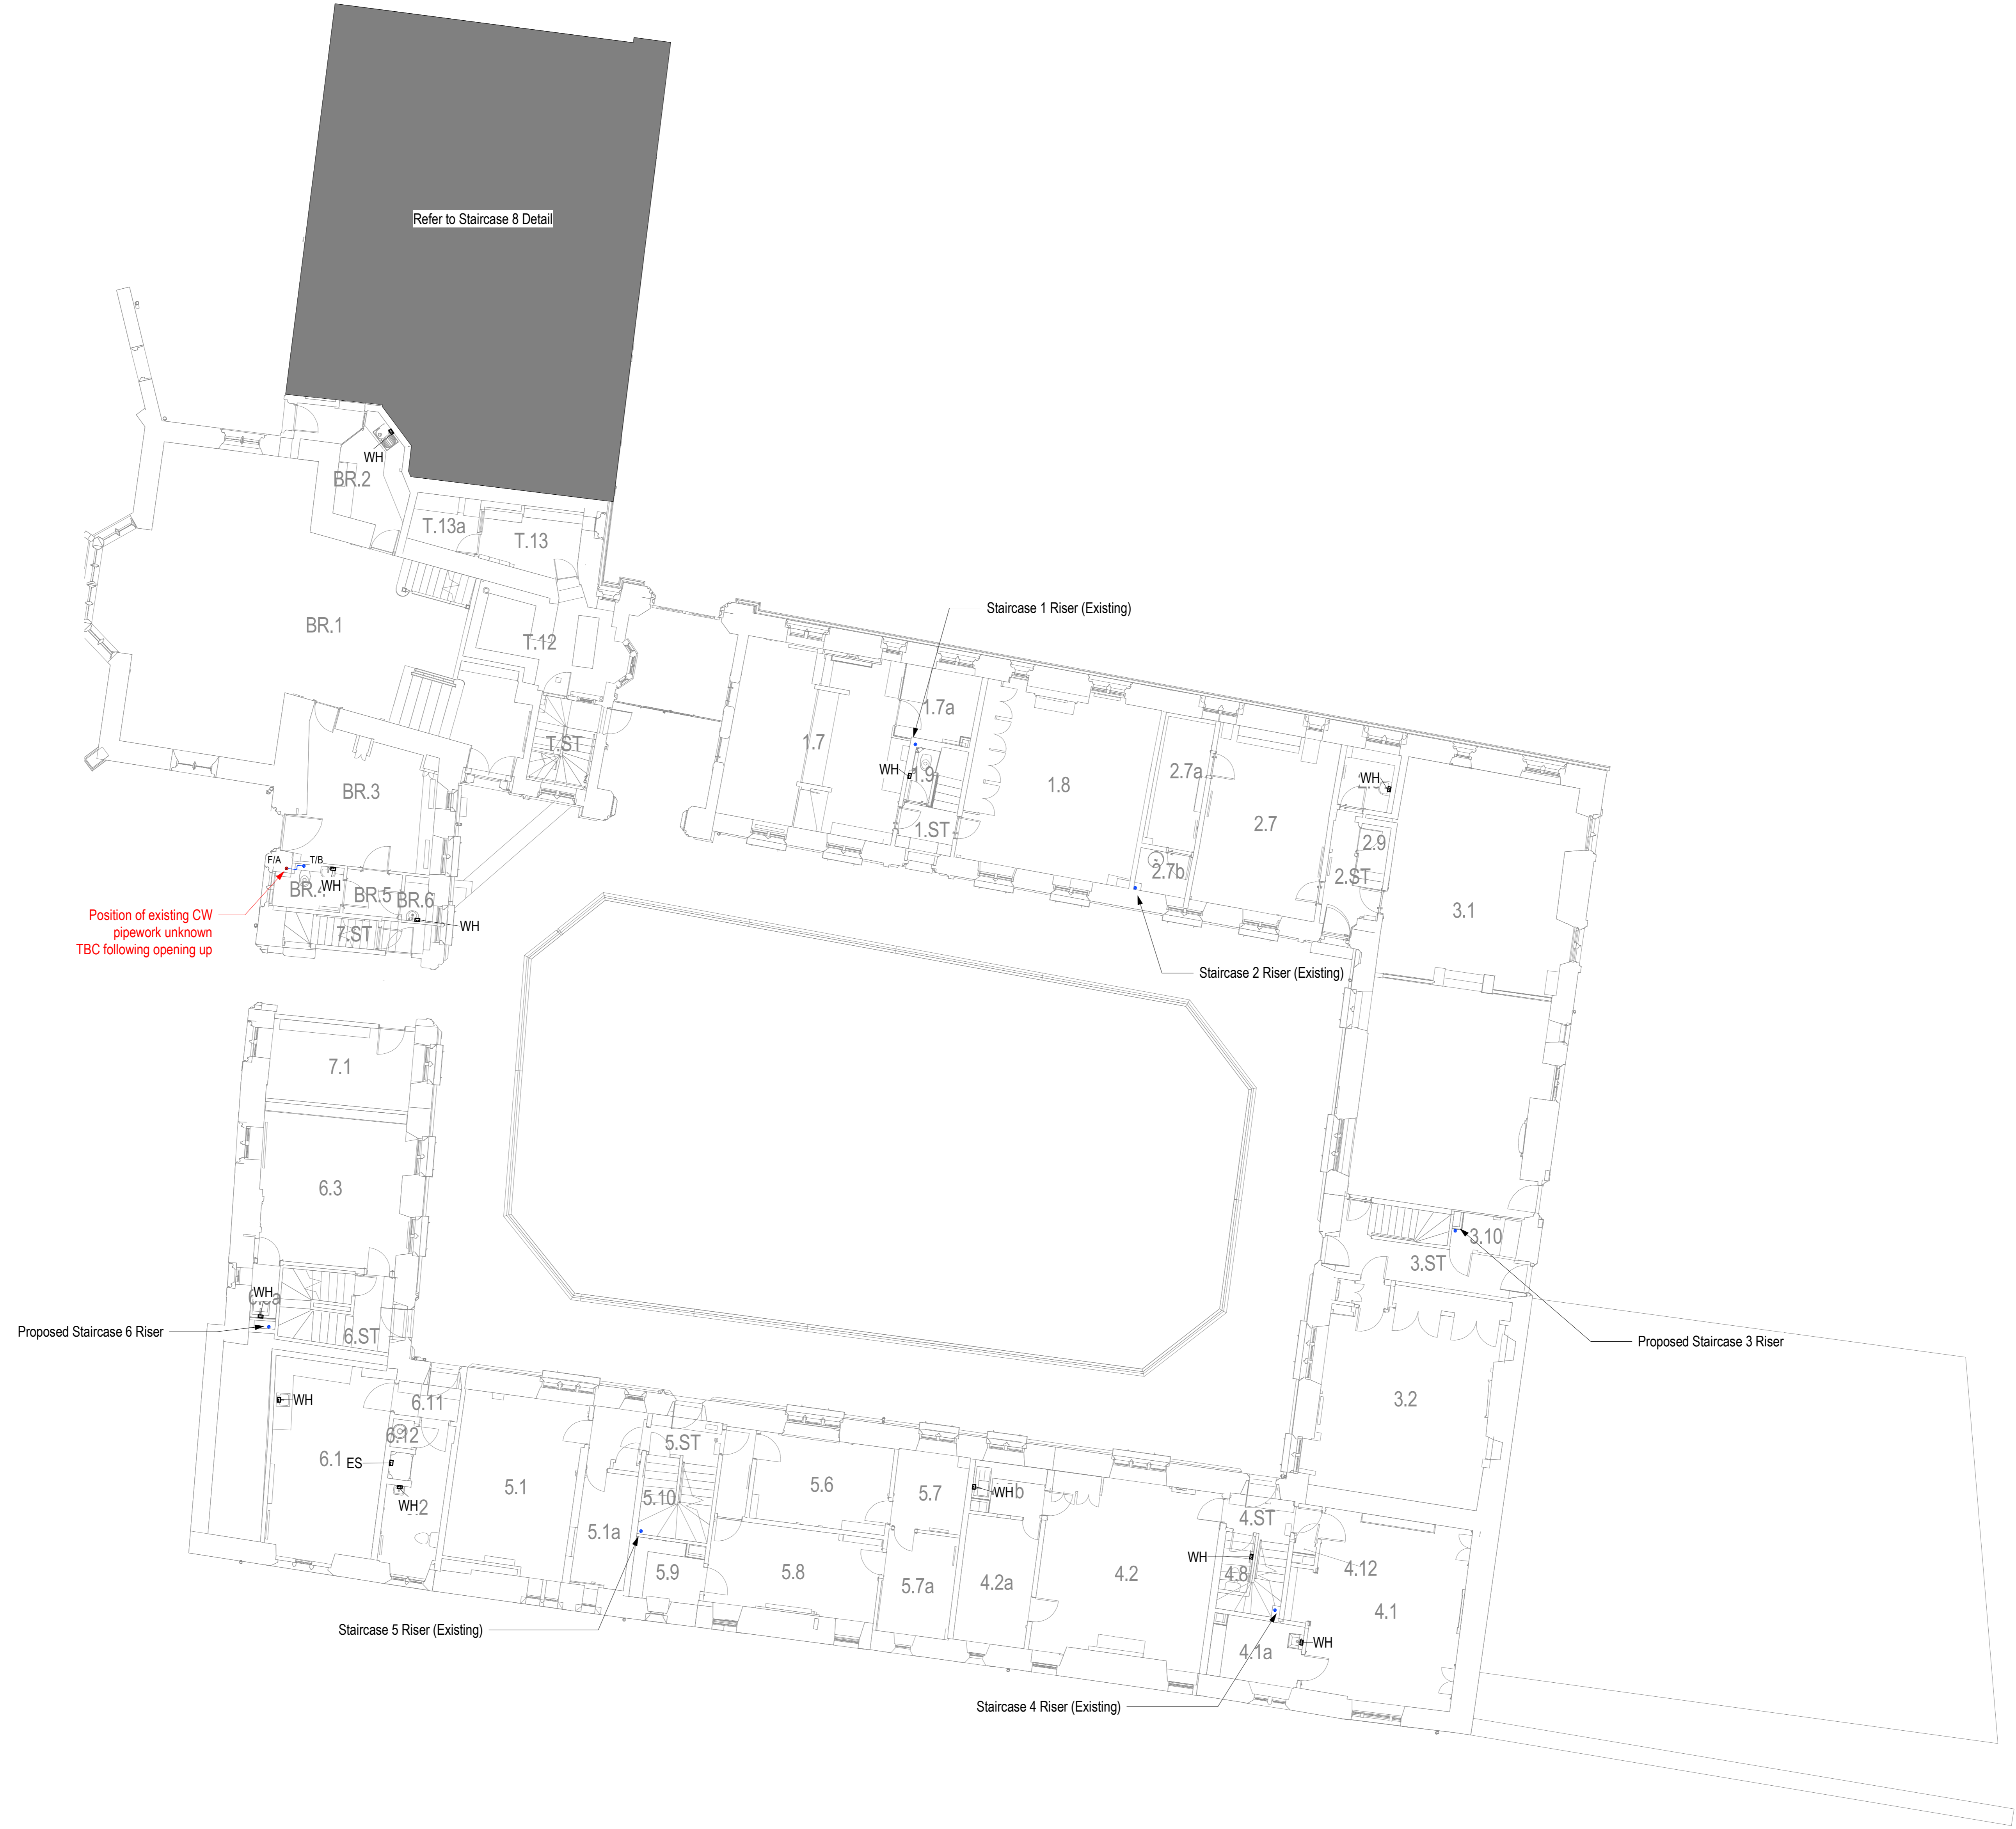 Refer to Staircase 8 Detail
WH
BR.2
T.13a
T.13
BR.1
T.12
Staircase 1 Riser (Existing)
1.7a
T.ST
1.7
WH
1.9
1.8
2.7a
WH
BR.3
2.7
1.ST
2.9
F/A
T/B
WH
BR.5
BR.6
2.7b
2.ST
3.1
Position of existing CW
pipework unknown
TBC following opening up
7.ST
WH
Staircase 2 Riser (Existing)
7.1
6.3
3.10
3.ST
WH
Proposed Staircase 6 Riser
6.ST
Proposed Staircase 3 Riser
WH
6.11
3.2
6.12
5.ST
6.1
ES
5.1
5.10
5.6
5.7
WH
WH
4.ST
5.1a
WH
4.8
4.12
5.9
5.8
5.7a
4.2a
4.2
4.1
Staircase 5 Riser (Existing)
4.1a
WH
Staircase 4 Riser (Existing)